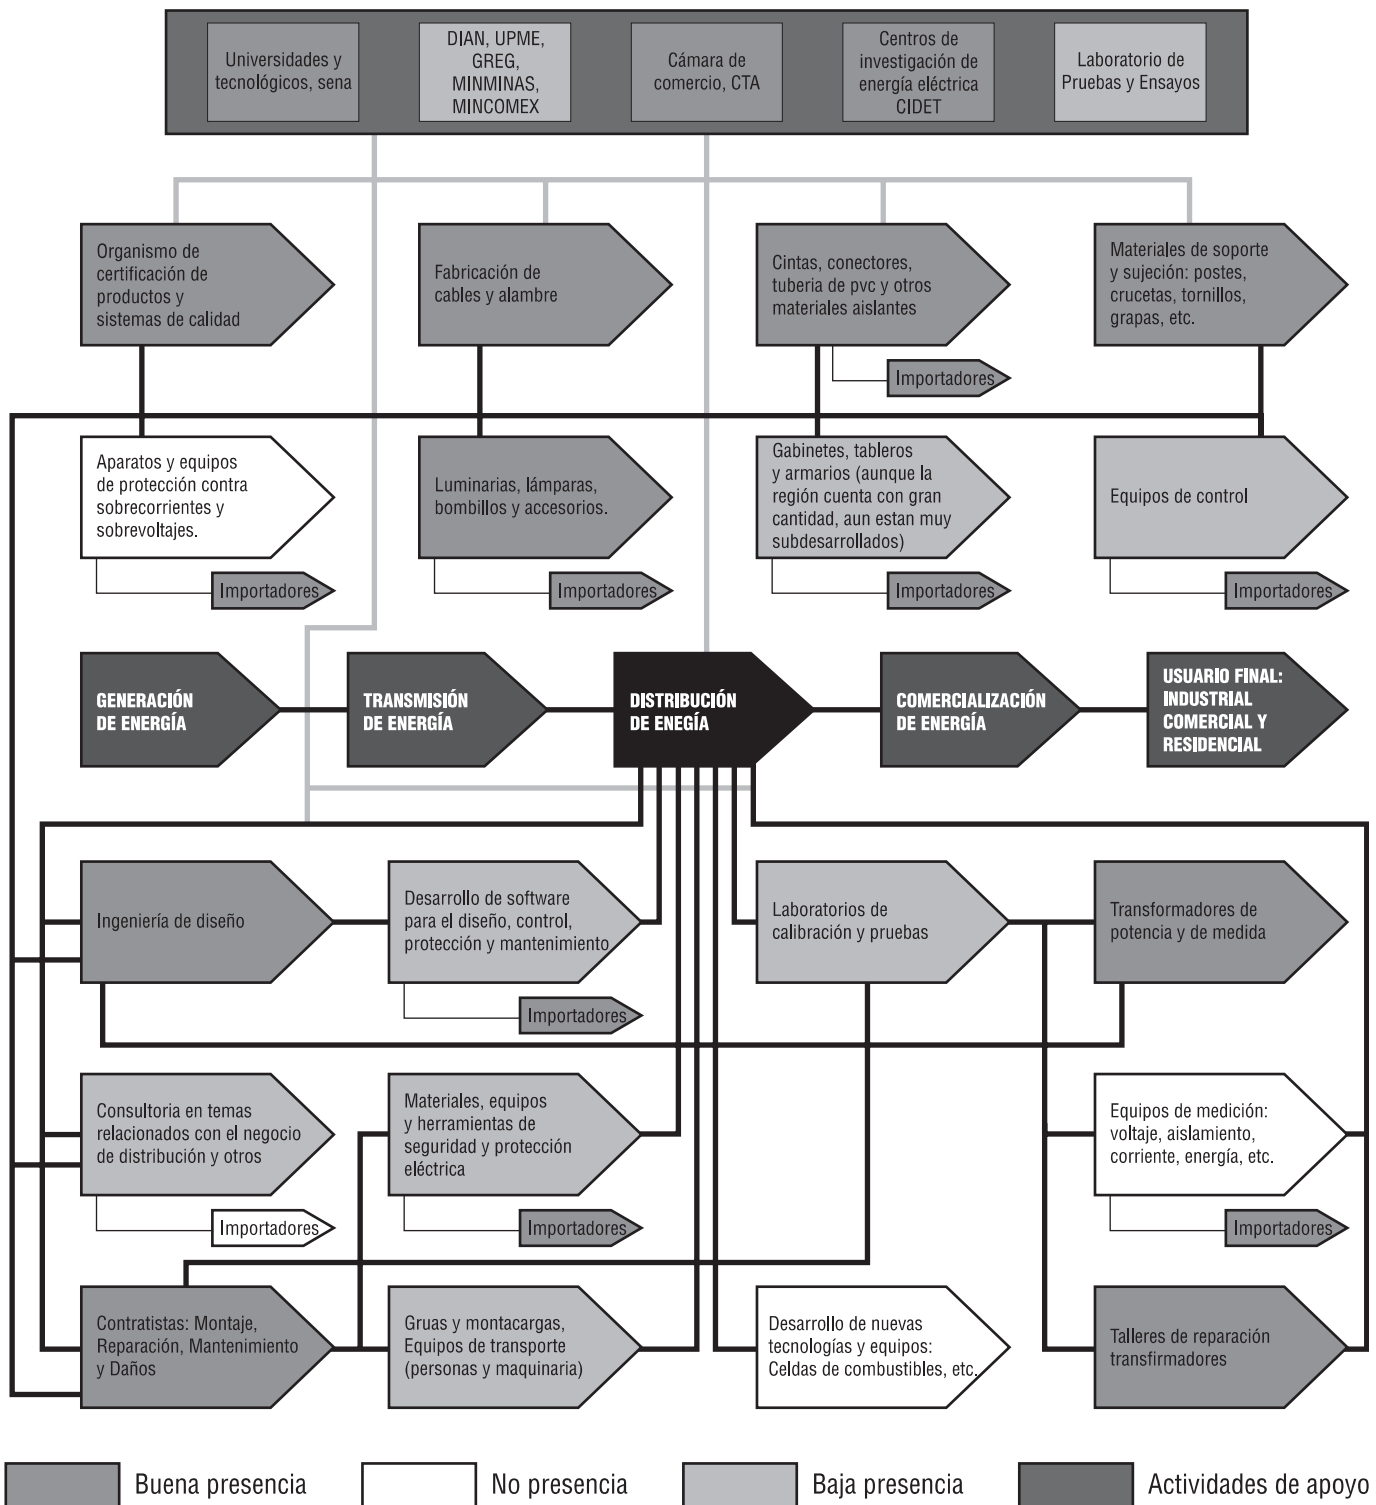 Universidades y
tecnológicos, sena
DIAN, UPME,
GREG,
MINMINAS,
MINCOMEX
Cámara de
comercio, CTA
Centros de
investigación de
energía eléctrica
CIDET
Laboratorio de
Pruebas y Ensayos
Organismo de
certificación de
productos y
sistemas de calidad
Fabricación de
cables y alambre
Cintas, conectores,
tuberia de pvc y otros
materiales aislantes
Importadores
Materiales de soporte
y sujeción: postes,
crucetas, tornillos,
grapas, etc.
Aparatos y equipos
de protección contra
sobrecorrientes y
sobrevoltajes.
Importadores
Luminarias, lámparas,
bombillos y accesorios.
Importadores
Gabinetes, tableros
y armarios (aunque la
región cuenta con gran
cantidad, aun estan muy
subdesarrollados)
Importadores
Equipos de control
Importadores
GENERACIÓN
DE ENERGÍA
TRANSMISIÓN
DE ENERGÍA
DISTRIBUCIÓN
DE ENEGÍA
COMERCIALIZACIÓN
DE ENERGÍA
USUARIO FINAL:
INDUSTRIAL
COMERCIAL Y
RESIDENCIAL
Ingeniería de diseño
Desarrollo de software
para el diseño, control,
protección y mantenimiento
Importadores
Laboratorios de
calibración y pruebas
Transformadores de
potencia y de medida
Consultoria en temas
relacionados con el negocio
de distribución y otros
Importadores
Materiales, equipos
y herramientas de
seguridad y protección
eléctrica
Importadores
Equipos de medición:
voltaje, aislamiento,
corriente, energía, etc.
Importadores
Contratistas: Montaje,
Reparación, Mantenimiento
y Daños
Gruas y montacargas,
Equipos de transporte
(personas y maquinaria)
Desarrollo de nuevas
tecnologías y equipos:
Celdas de combustibles, etc.
Talleres de reparación
transfirmadores
Buena presencia
No presencia
Baja presencia
Actividades de apoyo